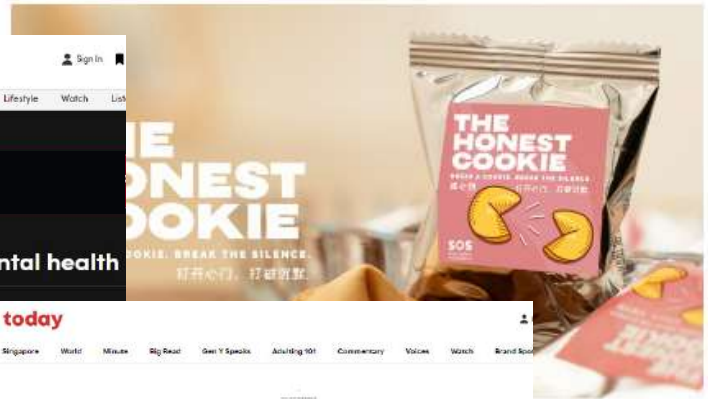 Sign In
Lifestyle
Watch
ntal health
THE
HONEST
COOKIE
BREAK A COOKIE. BREAK THE SILENCE.
打开心门，打破沉默.
SOS
HE
ONEST
OOKIE
OOKIE. BREAK THE SILENCE.
打开心门，打破沉默.
today
Singapore
World
Minute
Big Read
Gen Y Speaks
Adulting 101
Commentary
Voices
Watch
Brand Spo